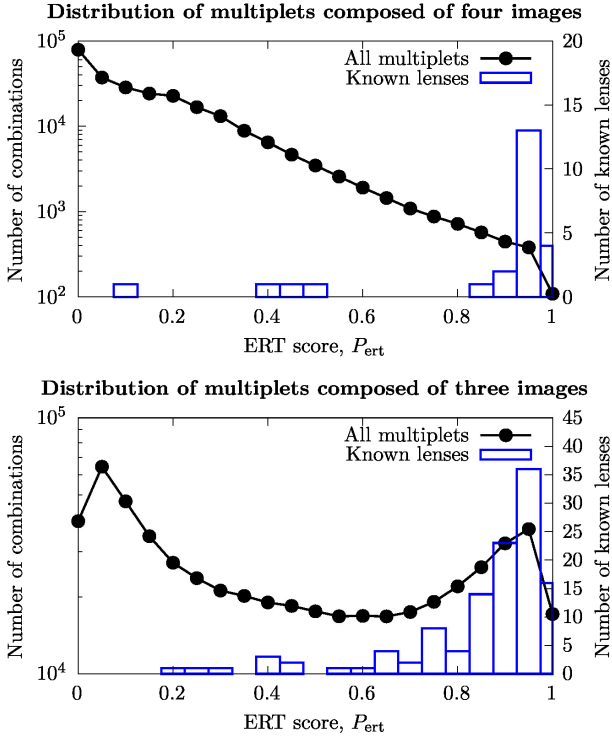 Distribution of multiplets composed of four images
Number of combinations
10^5
10^4
10^3
10^2
All multiplets
Known lenses
20
15
10
5
0
Number of known lenses
0 0.2 0.4 0.6 0.8 1
ERT score, P_ert
Distribution of multiplets composed of three images
Number of combinations
10^5
10^4
All multiplets
Known lenses
45
40
35
30
25
20
15
10
5
0
Number of known lenses
0 0.2 0.4 0.6 0.8 1
ERT score, P_ert